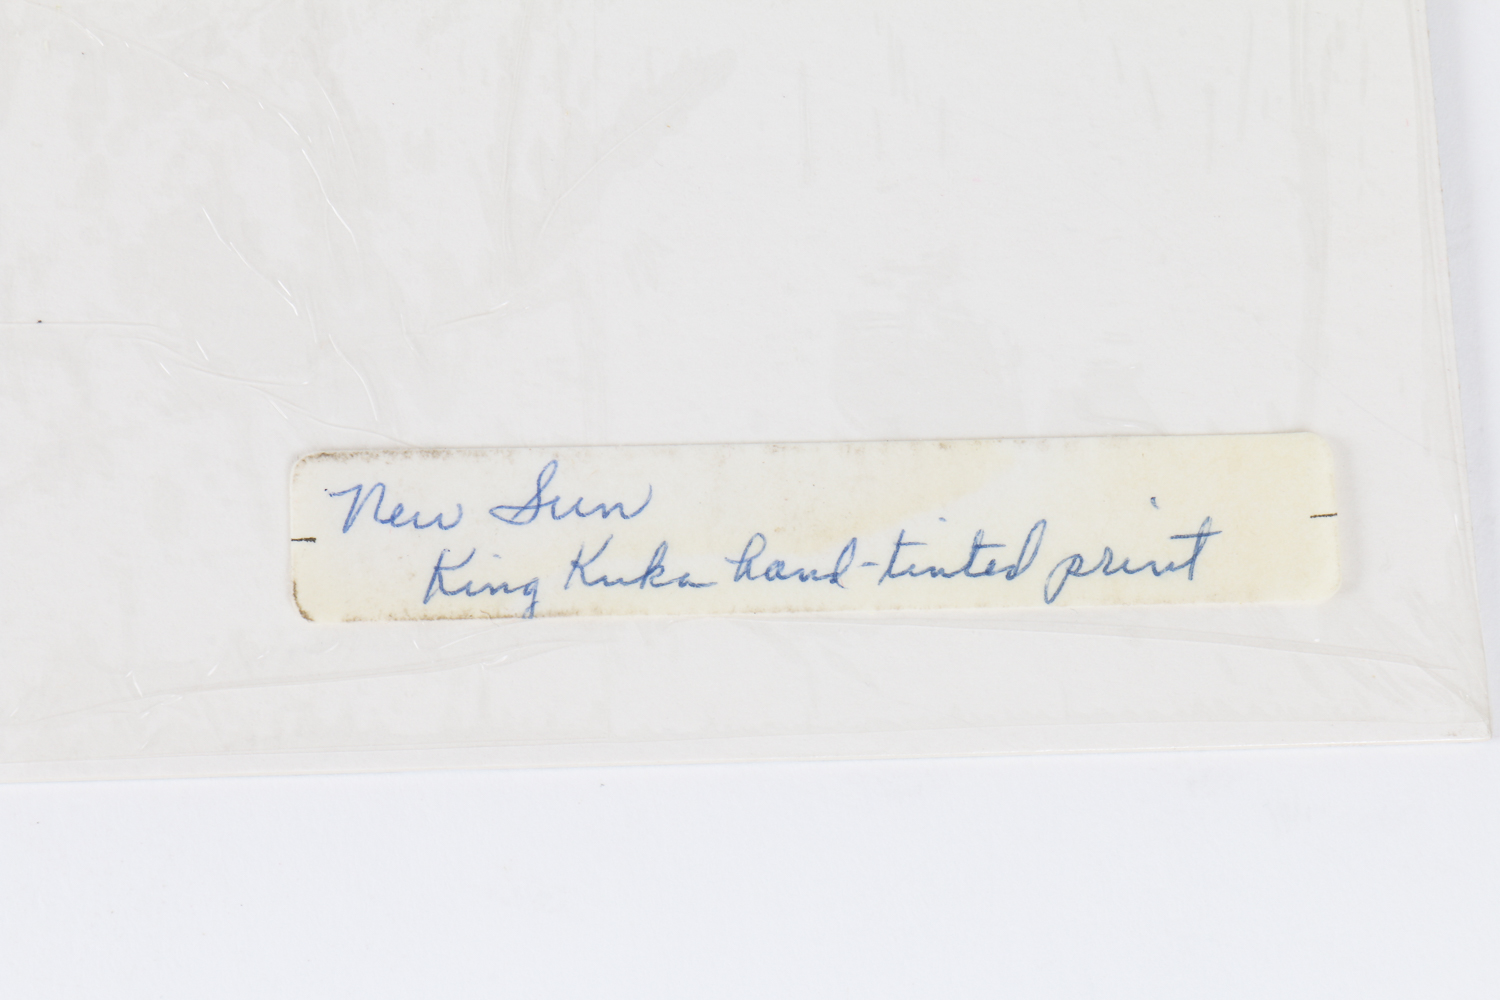 New Sun
King Kuka hand-tinted print